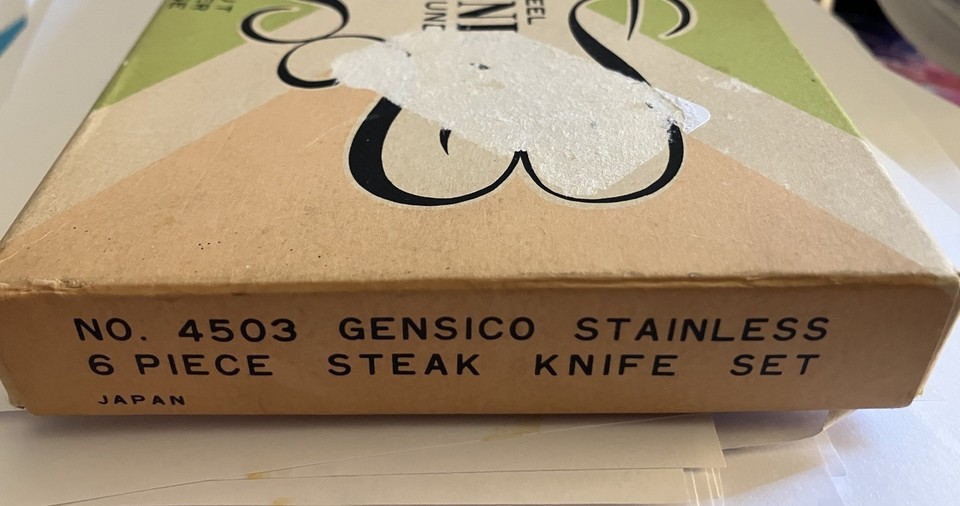 NO. 4503 GENSICO STAINLESS
6 PIECE STEAK KNIFE SET
JAPAN